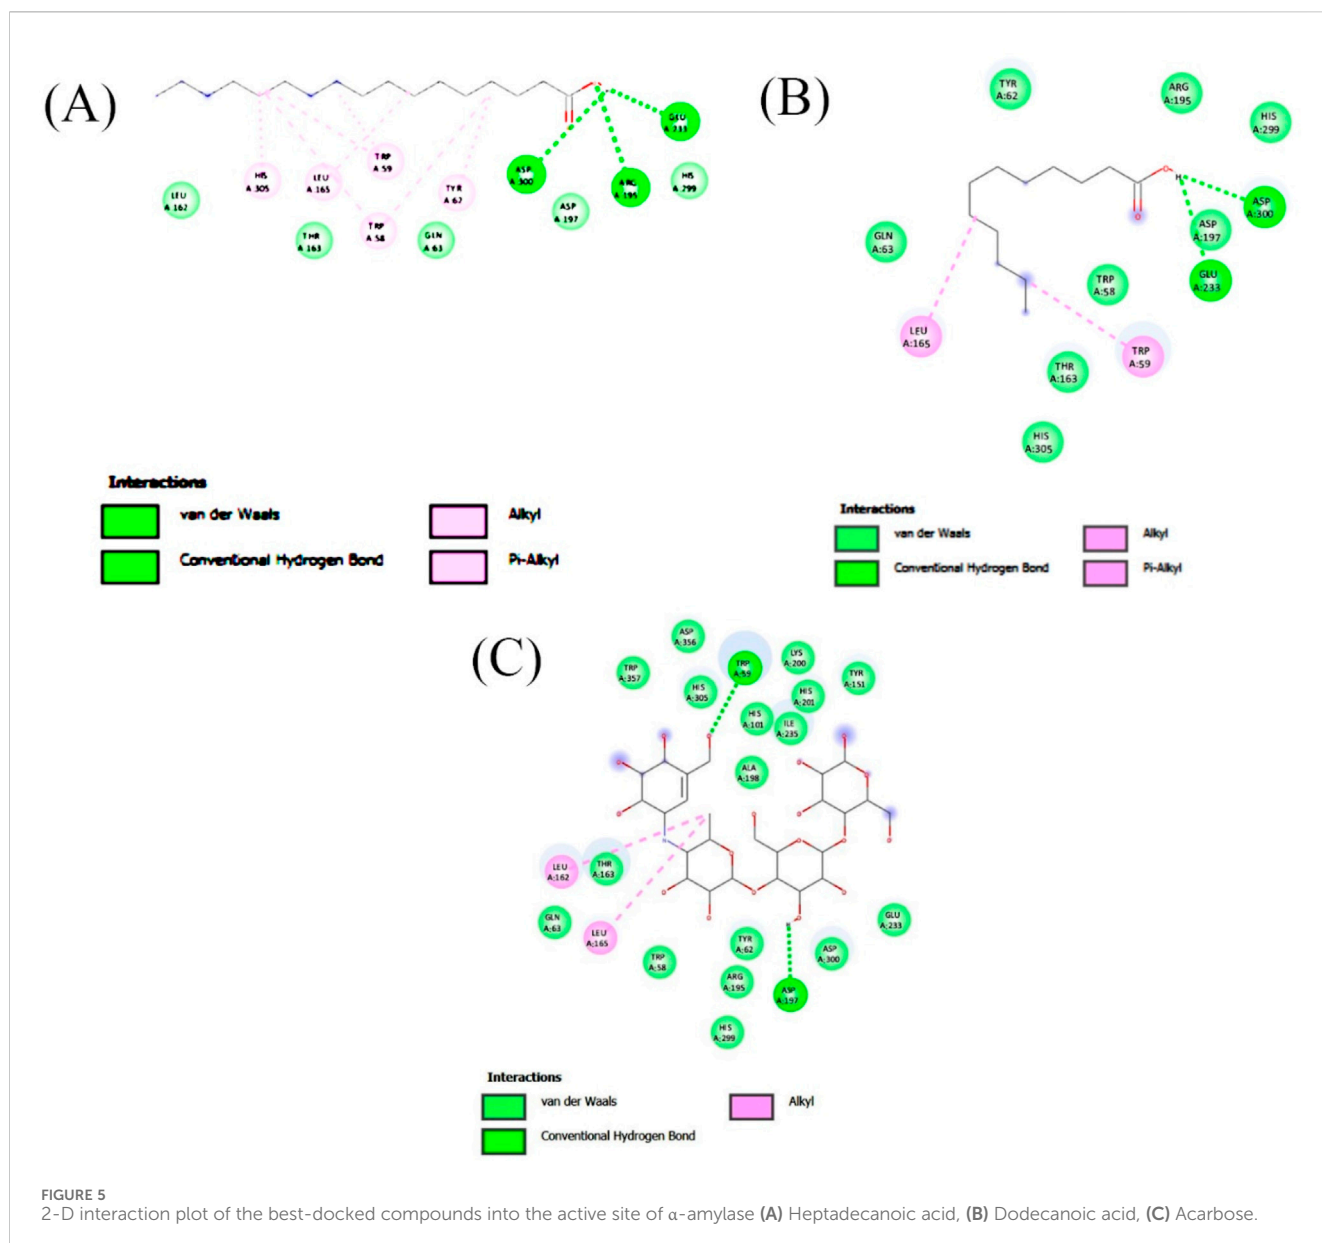 (A)
GLU
A:233
HIS
A:305
LEU
A:165
TRP
A:59
TYR
A:62
ASP
A:300
ARG
A:195
HIS
A:299
LEU
A:162
ASP
A:197
THR
A:163
TRP
A:58
GLN
A:63
Interactions
van der Waals
Alkyl
Conventional Hydrogen Bond
Pi-Alkyl
(B)
TYR
A:62
ARG
A:195
HIS
A:299
H
O
O
ASP
A:300
ASP
A:197
GLN
A:63
GLU
A:233
TRP
A:58
LEU
A:165
TRP
A:59
THR
A:163
HIS
A:305
Interactions
van der Waals
Alkyl
Conventional Hydrogen Bond
Pi-Alkyl
(C)
ASP
A:356
TRP
A:357
TRP
A:59
LYS
A:200
TYR
A:151
HIS
A:305
HIS
A:201
HIS
A:101
ILE
A:235
ALA
A:198
LEU
A:162
THR
A:163
GLN
A:63
LEU
A:165
GLU
A:233
TRP
A:58
TYR
A:62
ASP
A:300
ARG
A:195
ASP
A:197
HIS
A:299
Interactions
van der Waals
Alkyl
Conventional Hydrogen Bond
FIGURE 5
2-D interaction plot of the best-docked compounds into the active site of α-amylase (A) Heptadecanoic acid, (B) Dodecanoic acid, (C) Acarbose.